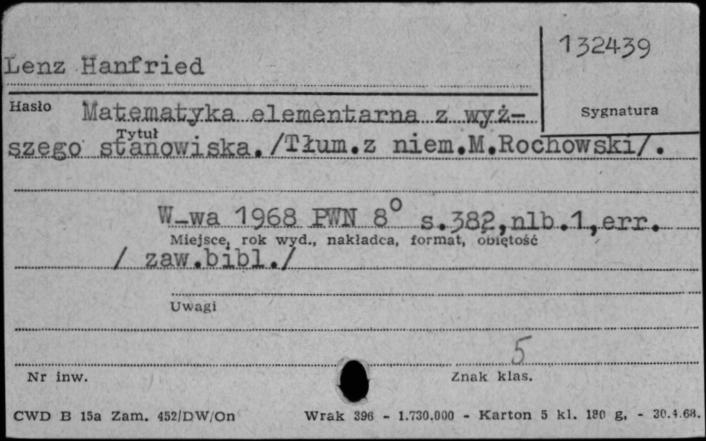 132439
Lenz Hanfried
Hasło Matematyka elementarna z wyż-
Sygnatura
Tytuł
szego stanowiska./Tłum.z niem.M.Rochowski/.
W-wa 1968 PWN 8° s.382,nlb.1,err.
Miejsce, rok wyd., nakładca, format, objętość
/ zaw.bibl./
Uwagi
5
Nr inw. Znak klas.
CWD B 15a Zam. 452/DW/On Wrak 396 - 1.730.000 - Karton 5 kl. 180 g. - 30.4.68.